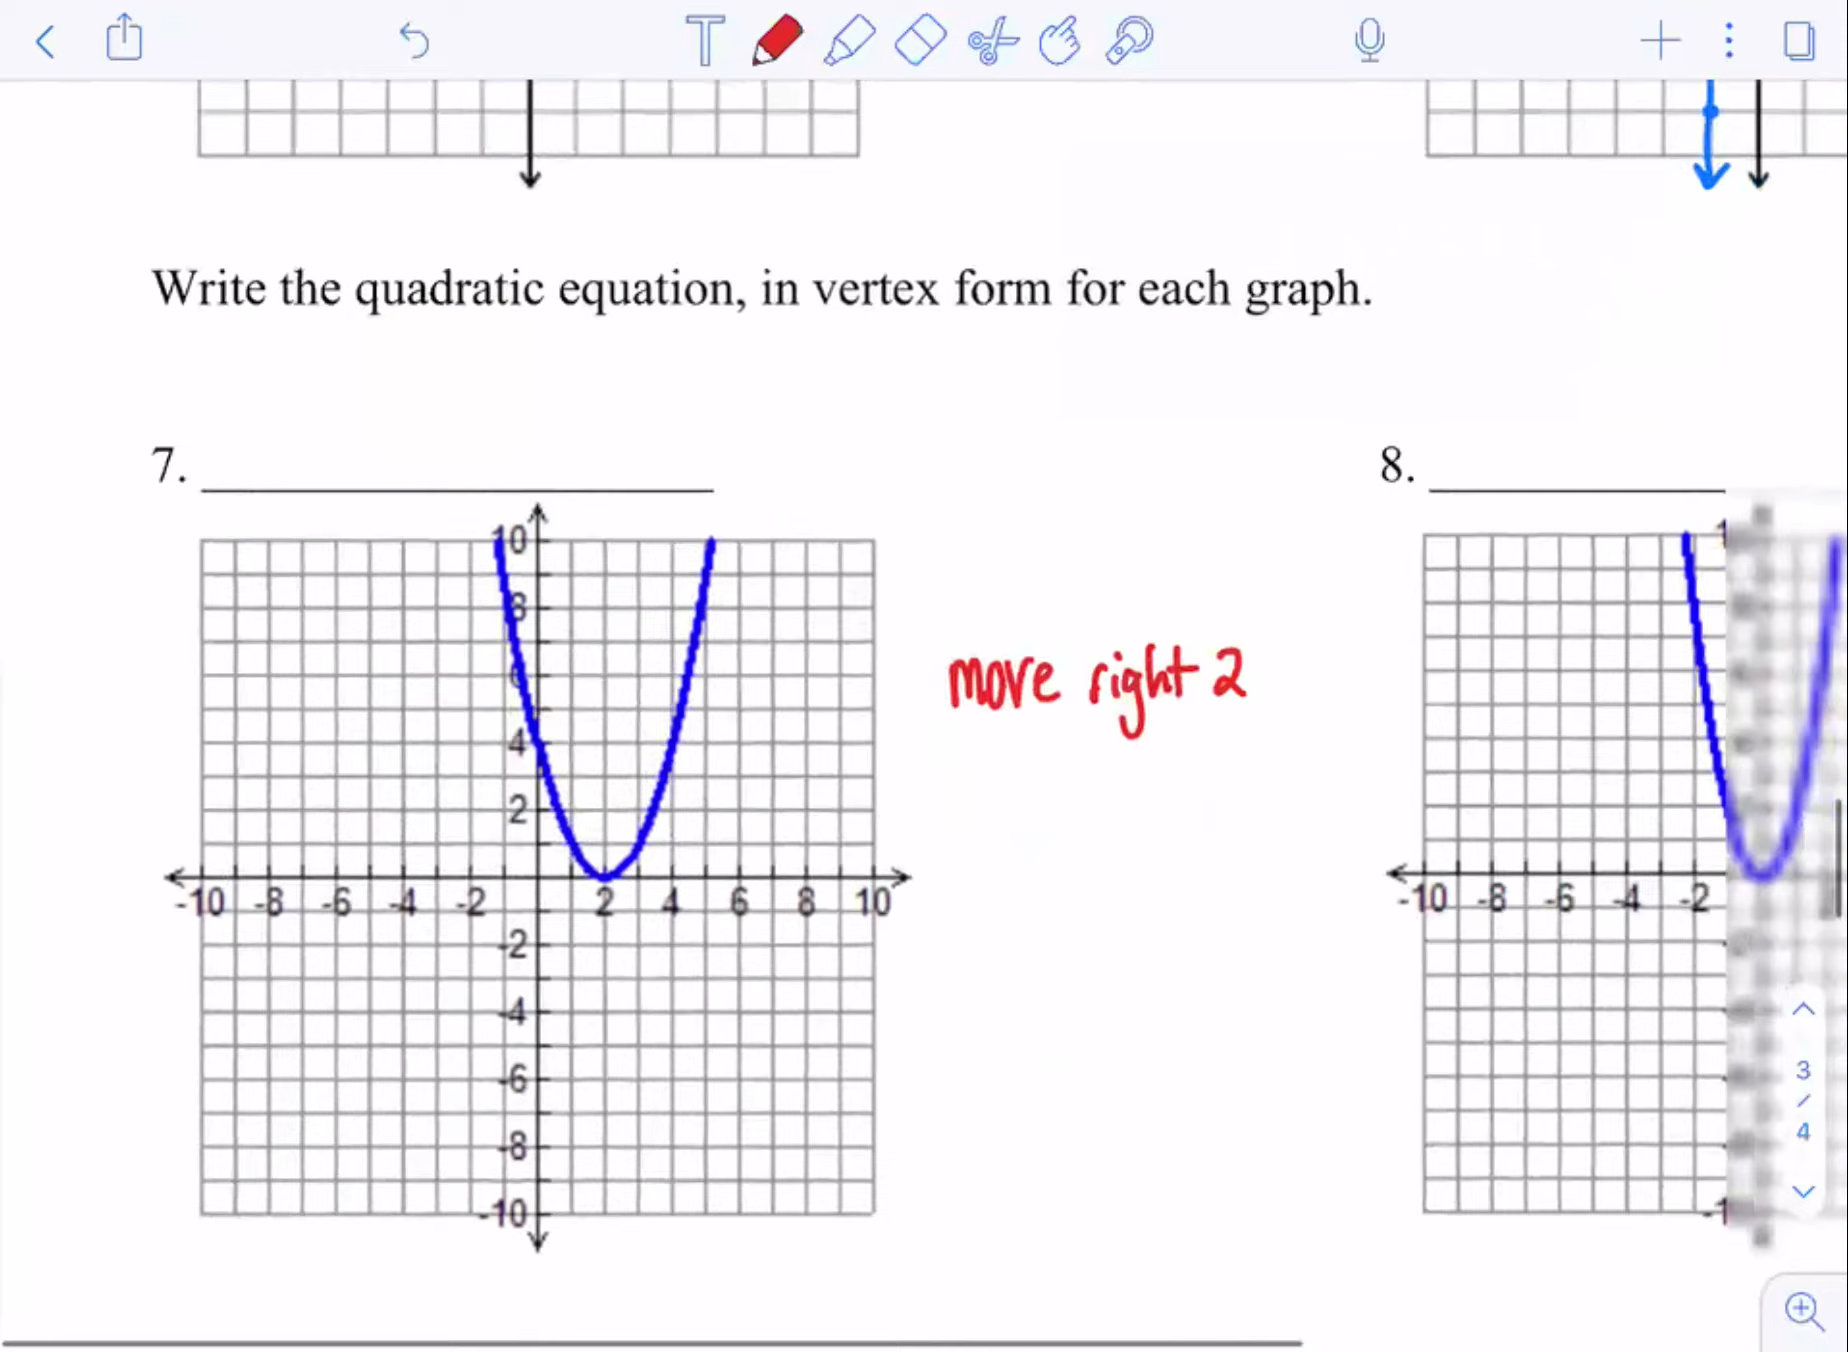 T
Write the quadratic equation, in vertex form for each graph.
7.
8.
10
8
4
2
-10 -8 -6 -4 -2 2 4 6 8 10
-2
-4
-6
-8
-10
move right 2
-10 -8 -6 -4 -2
3
/
4